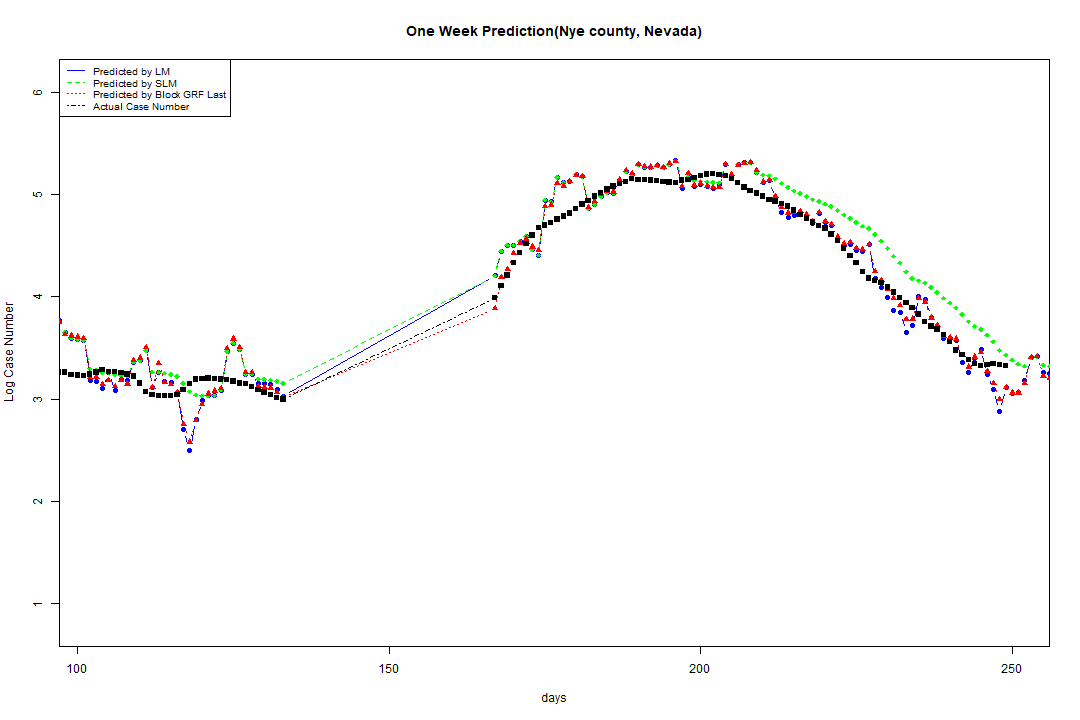 One Week Prediction(Nye county, Nevada)
Predicted by LM
Predicted by SLM
Predicted by Block GRF Last
Actual Case Number
6
5
4
3
2
1
Log Case Number
100 150 200 250
days